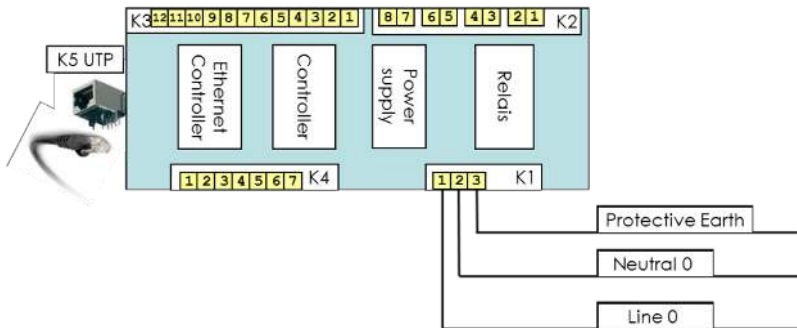 K3 12 11 10 9 8 7 6 5 4 3 2 1
8 7 6 5 4 3 2 1 K2
K5 UTP
Ethernet
Controller
Controller
Power
supply
Relais
1 2 3 4 5 6 7 K4
1 2 3 K1
Protective Earth
Neutral 0
Line 0